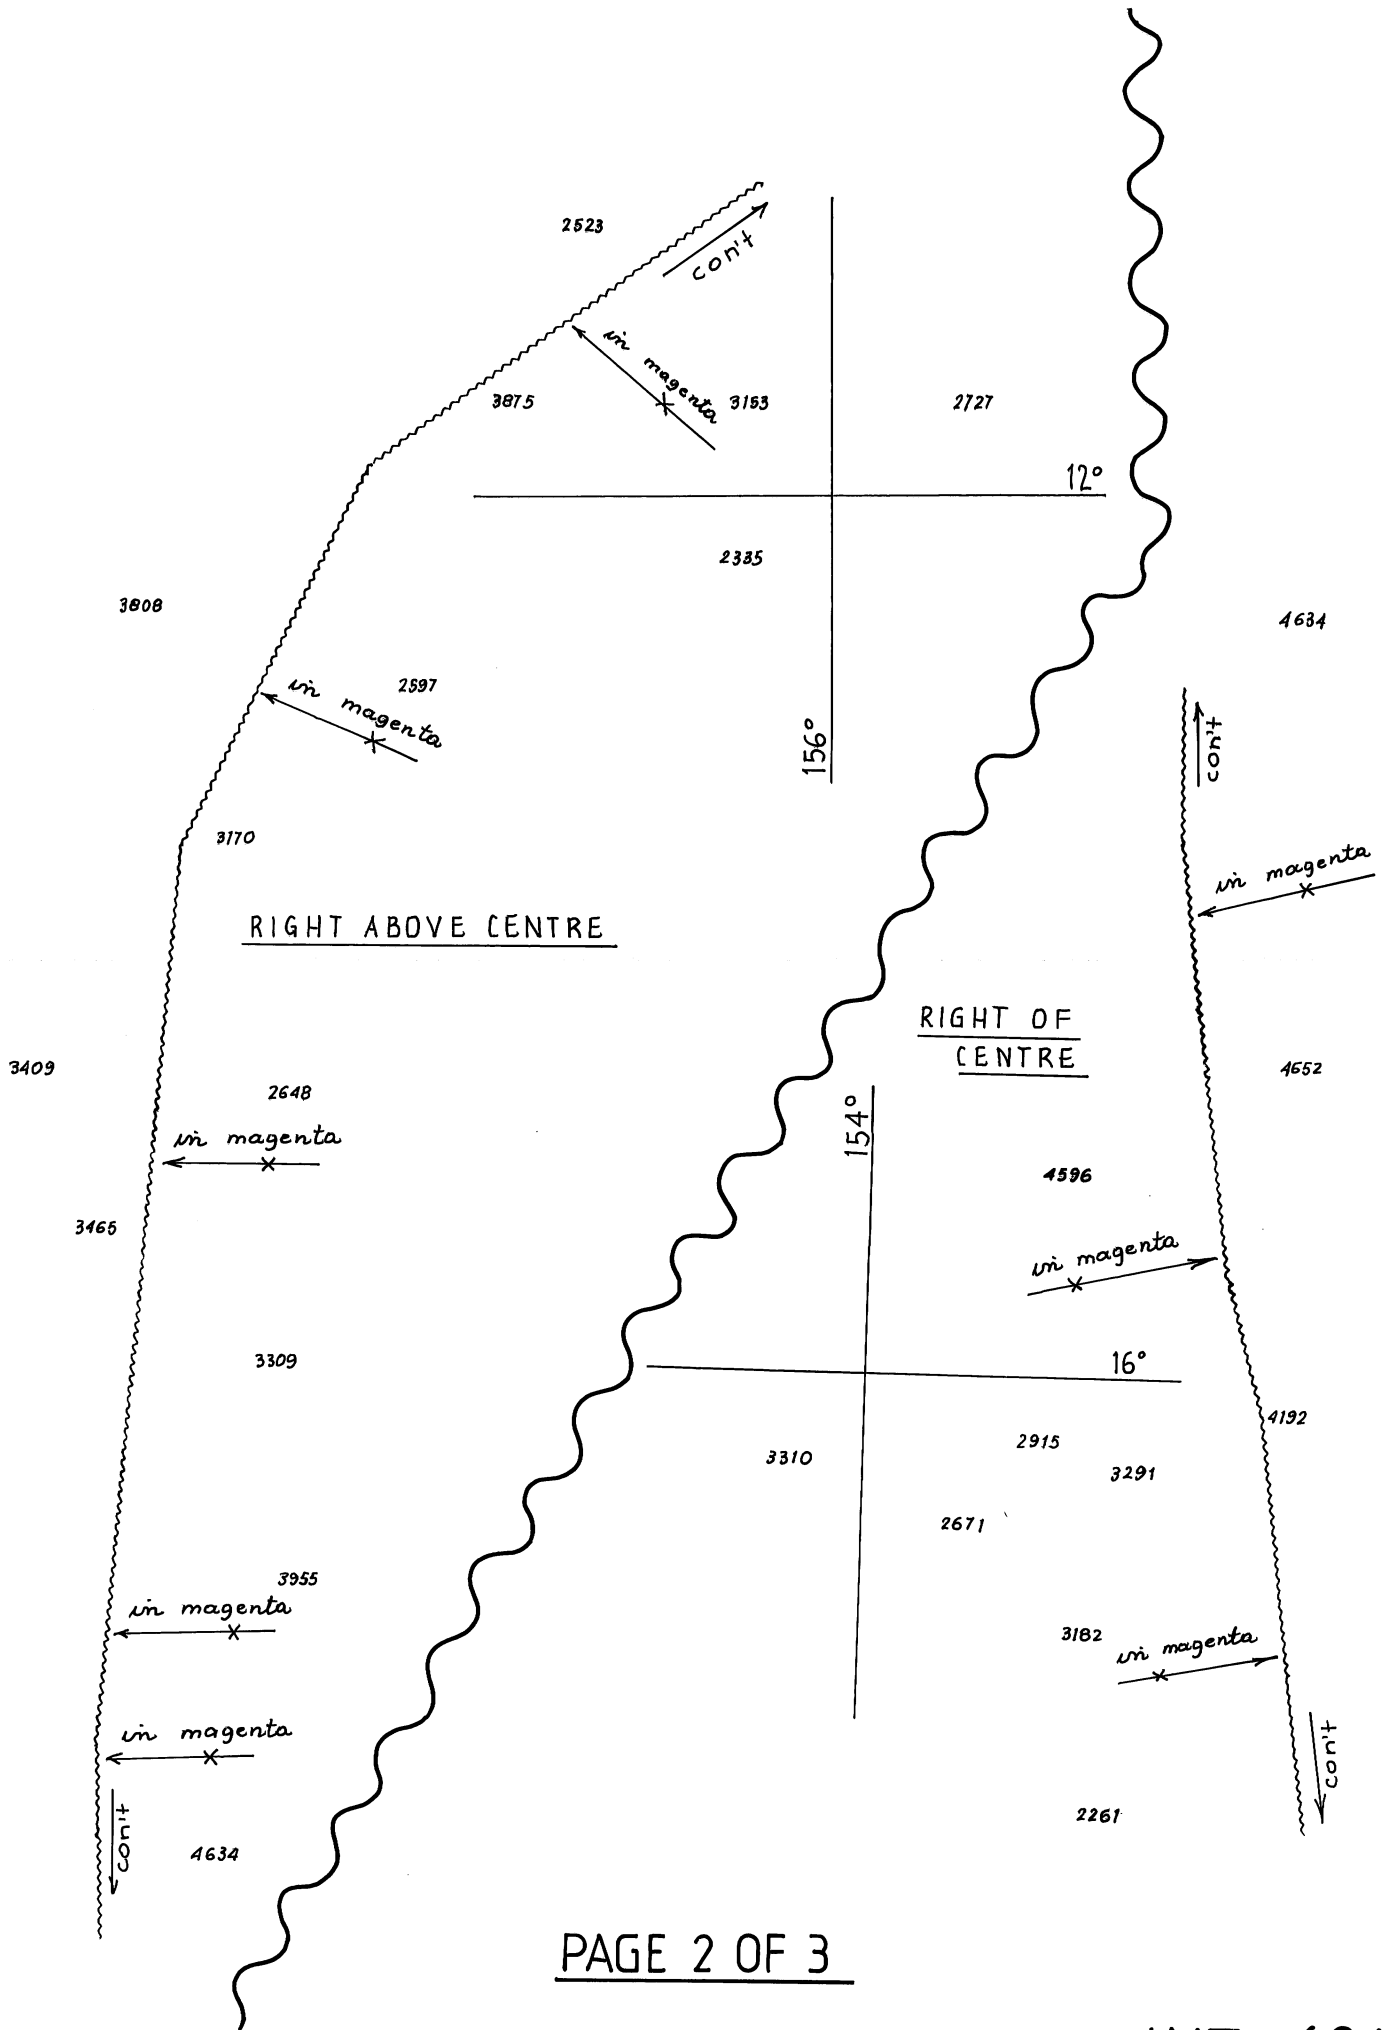 2523
con't
in magenta
3875
3153
2727
12°
2335
3808
4634
2597
in magenta
156°
con't
3170
in magenta
RIGHT ABOVE CENTRE
RIGHT OF
CENTRE
3409
4652
2648
in magenta
154°
4596
3465
in magenta
3309
16°
4192
2915
3310
3291
2671
3955
in magenta
3182
in magenta
in magenta
con't
con't
2261
4634
PAGE 2 OF 3